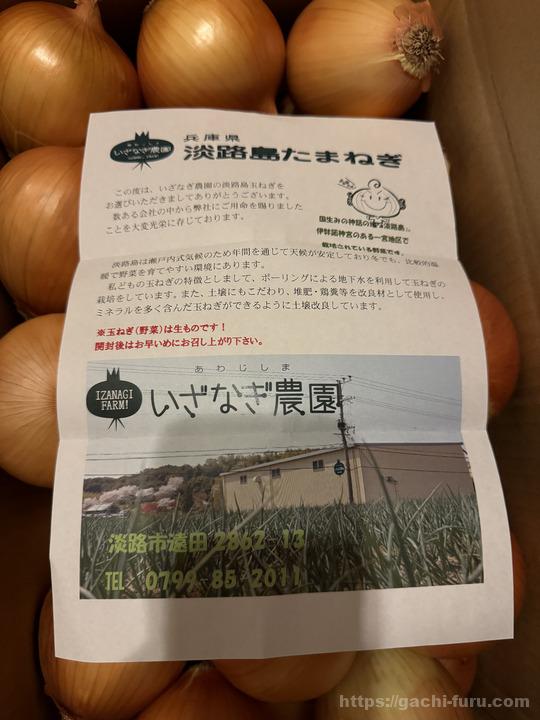 あわじしま
いざなぎ農園
兵庫県
淡路島たまねぎ
この度は、いざなぎ農園の淡路島玉ねぎを
お選びいただきましてありがとうございます。
数ある会社の中から弊社にご用命を賜りました
ことを大変光栄に存じております。
国生みの神話の地な淡路島。
伊弉諾神宮のある一宮地区で
栽培されている野菜です。
淡路島は瀬戸内式気候のため年間を通じて天候が安定しており冬でも、比較的温
暖で野菜を育てやすい環境にあります。
私どもの玉ねぎの特徴としまして、ボーリングによる地下水を利用して玉ねぎの
栽培をしています。また、土壌にもこだわり、堆肥・鶏糞等を改良材として使用し、
ミネラルを多く含んだ玉ねぎができるように土壌改良しています。
※玉ねぎ(野菜)は生ものです！
開封後はお早いめにお召し上がり下さい。
あわじしま
IZANAGI
FARM!
いざなぎ農園
淡路市遠田 2862-13
TEL 0799-85-2011
https://gachi-furu.com